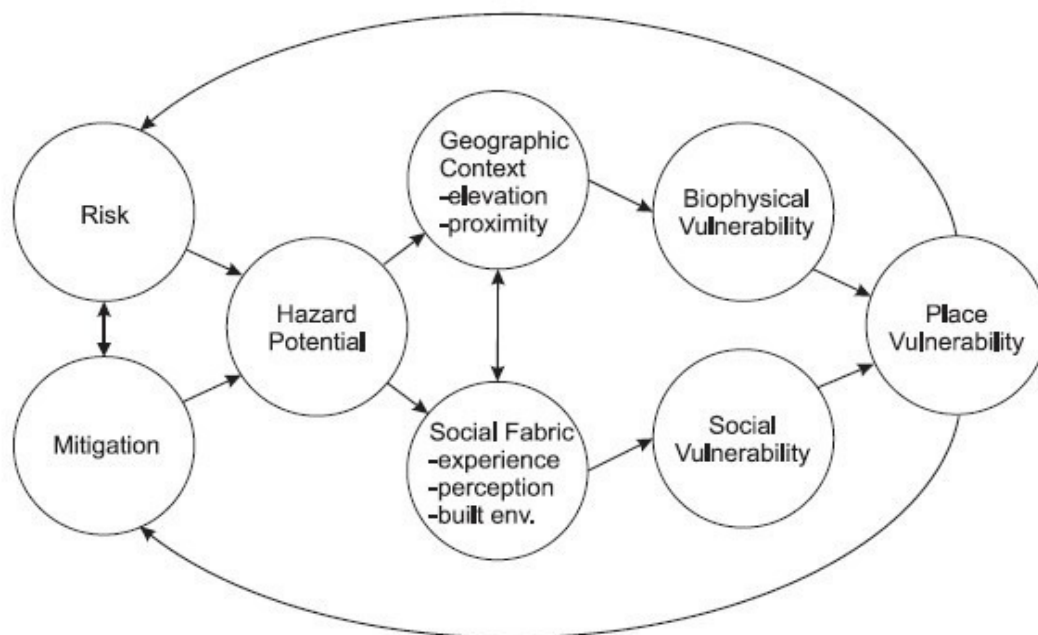 Risk
Mitigation
Hazard
Potential
Geographic
Context
-elevation
-proximity
Social Fabric
-experience
-perception
-built env.
Biophysical
Vulnerability
Social
Vulnerability
Place
Vulnerability